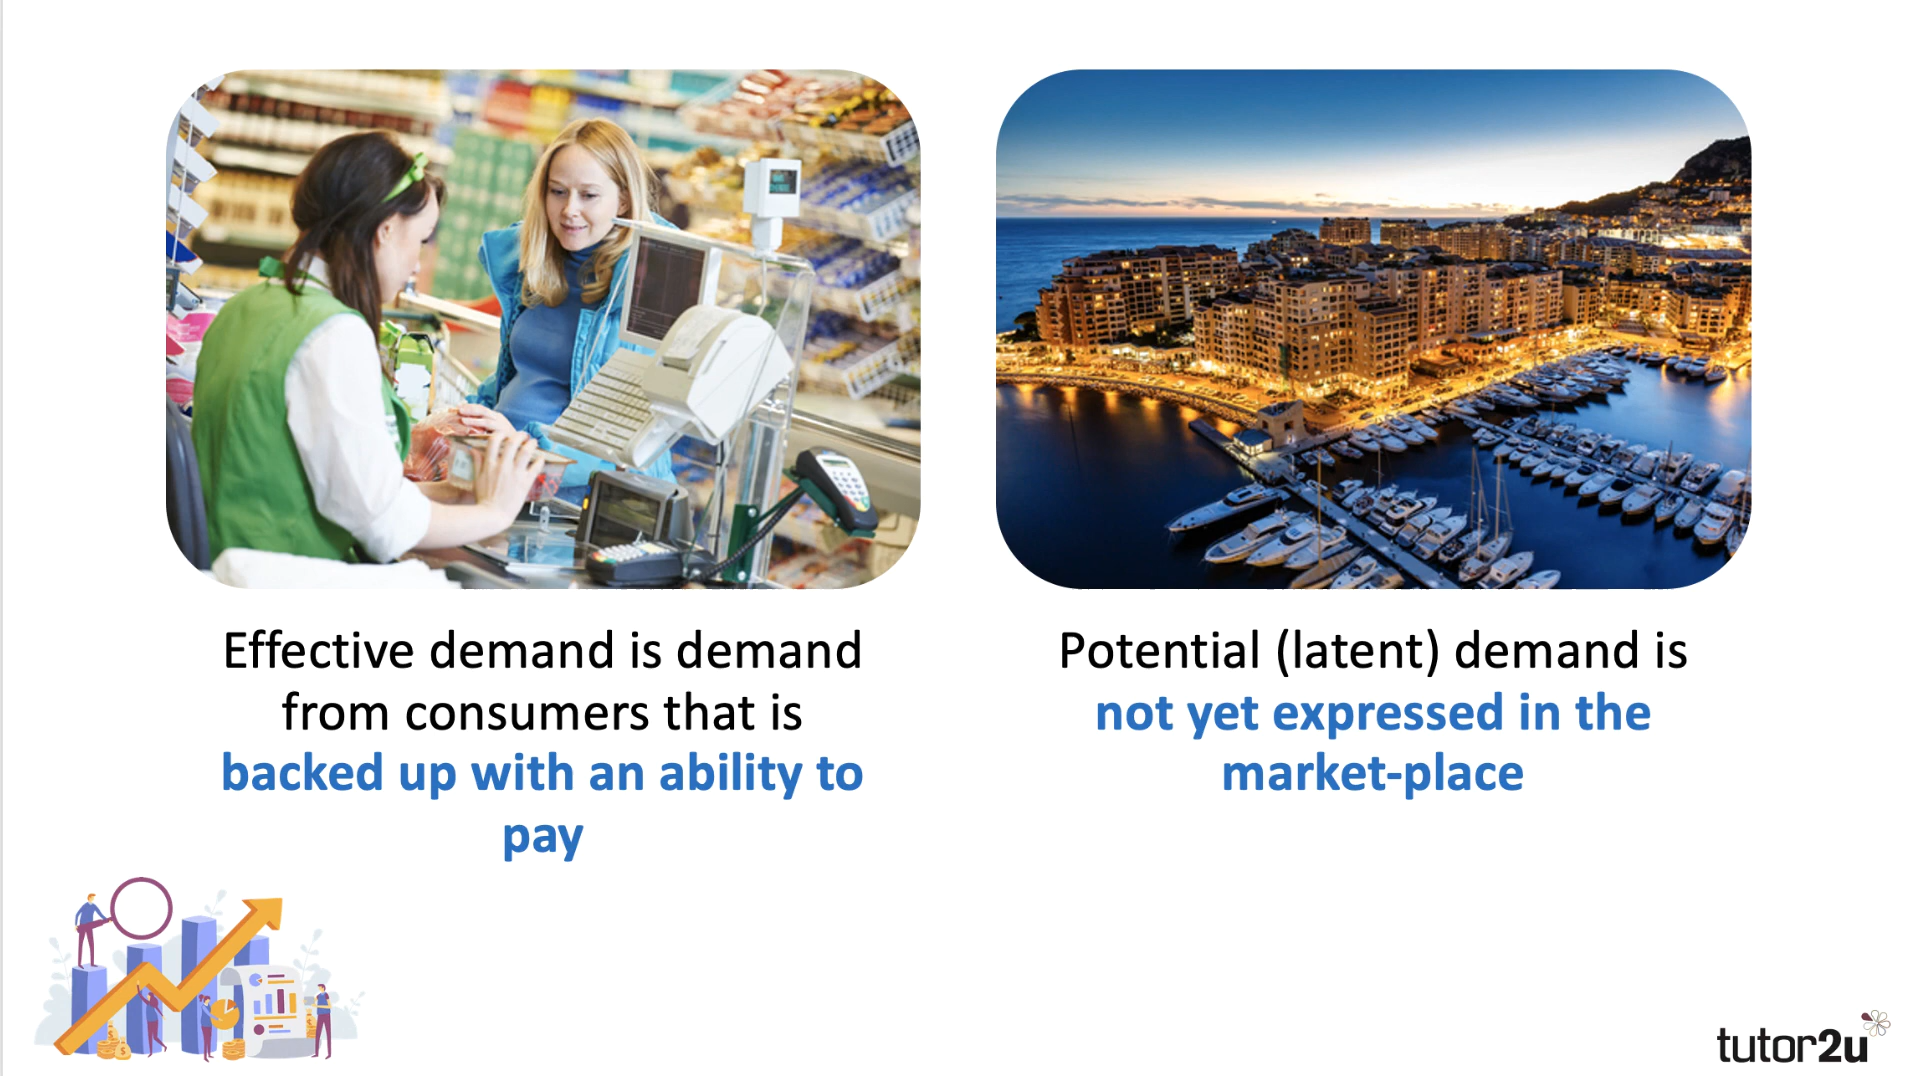 Effective demand is demand
from consumers that is
backed up with an ability to
pay
Potential (latent) demand is
not yet expressed in the
market-place
tutor2u